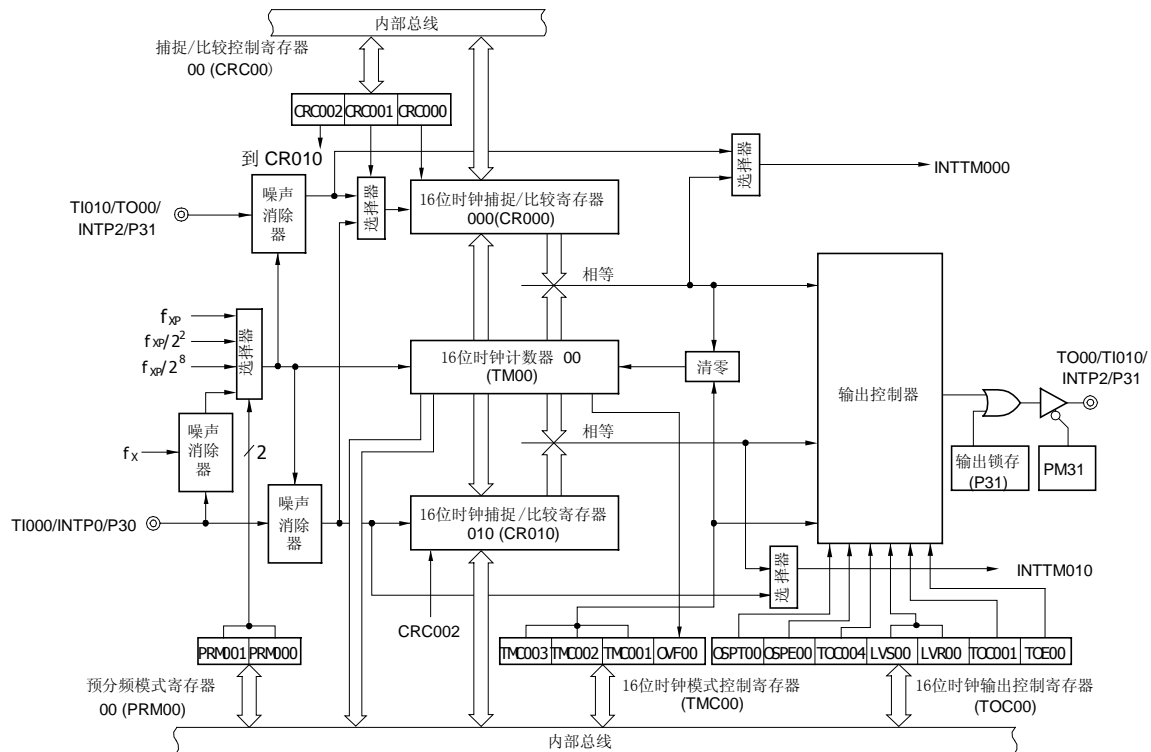 内部总线
捕捉/比较控制寄存器
00 (CRC00)
CRC002 CRC001 CRC000
到 CR010
选择器
INTTM000
噪声
消除
器
选择器
16位时钟捕捉/比较寄存器
000(CR000)
TI010/TO00/
INTP2/P31
相等
fXP
fXP/2²
fXP/2⁸
选择器
16位时钟计数器 00
(TM00)
清零
输出控制器
TO00/TI010/
INTP2/P31
噪声
消除
器
fX
2
相等
输出锁存
(P31)
PM31
噪声
消除
器
TI000/INTP0/P30
16位时钟捕捉/比较寄存器
010 (CR010)
选择器
INTTM010
CRC002
PRM001 PRM000
TMC003 TMC002 TMC001 OVF00
OSPT00 OSPE00 TOC004 LVS00 LVR00 TOC001 TOE00
预分频模式寄存器
00 (PRM00)
16位时钟模式控制寄存器
(TMC00)
16位时钟输出控制寄存器
(TOC00)
内部总线